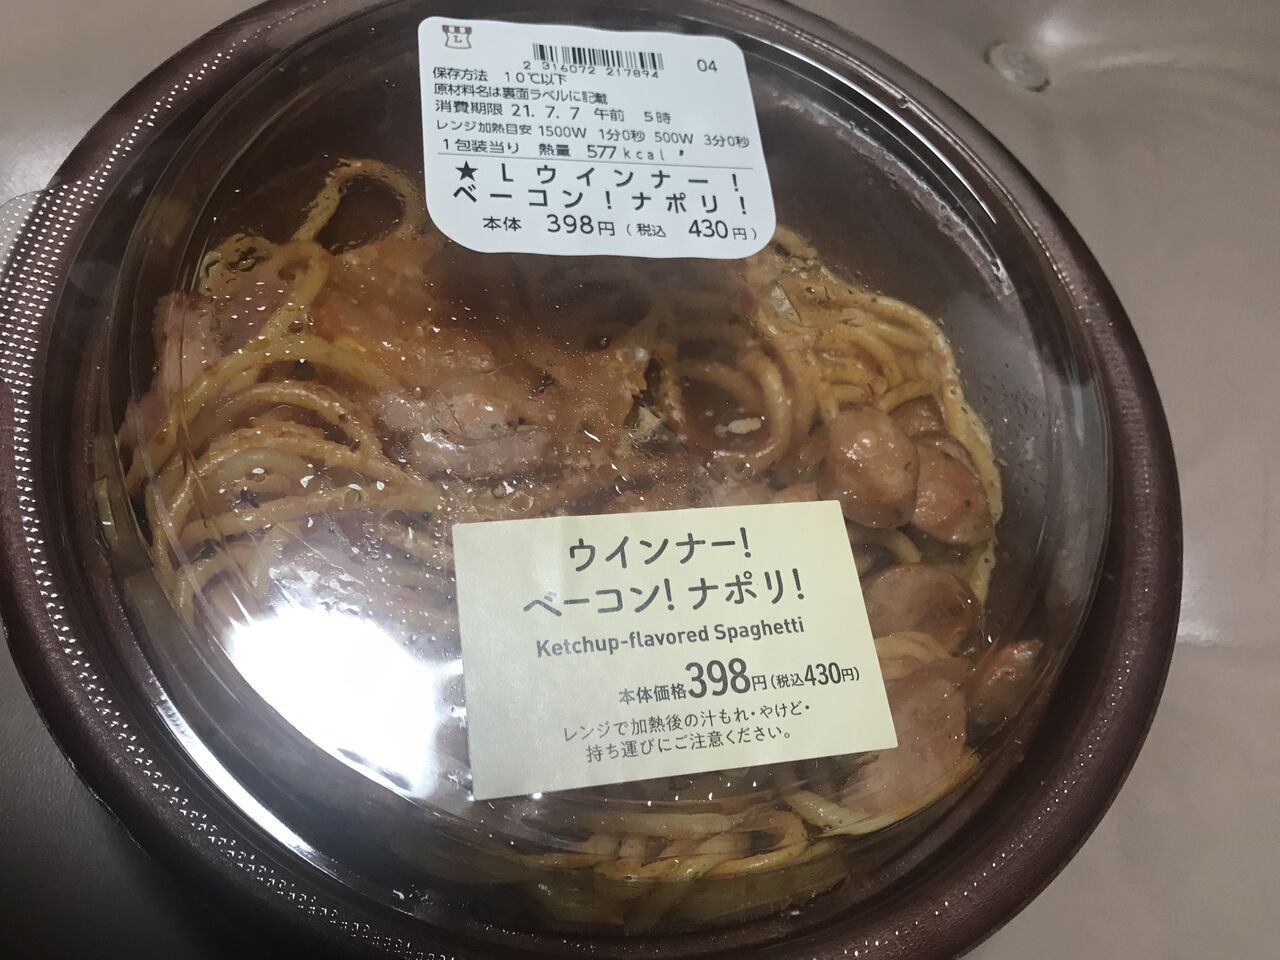 L
2 316072 217894
04
保存方法 10℃以下
原材料名は裏面ラベルに記載
消費期限 21. 7. 7 午前 5時
レンジ加熱目安 1500W 1分0秒 500W 3分0秒
1包装当り 熱量 577kcal
★Lウインナー!
ベーコン!ナポリ!
本体 398円(税込 430円)
ウインナー!
ベーコン!ナポリ!
Ketchup-flavored Spaghetti
本体価格398円(税込430円)
レンジで加熱後の汁もれ・やけど・
持ち運びにご注意ください。